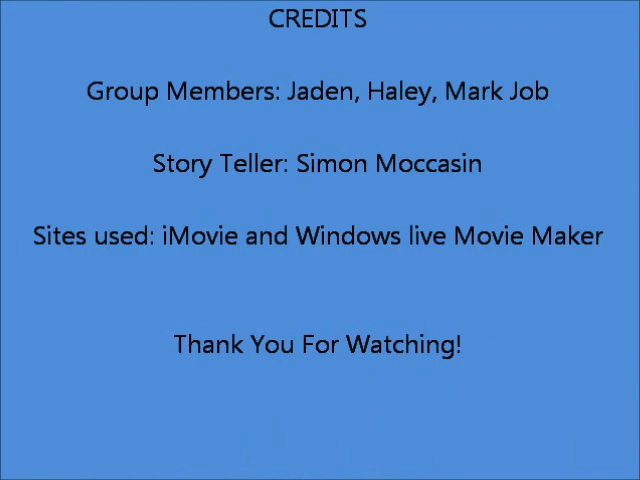 CREDITS
Group Members: Jaden, Haley, Mark Job
Story Teller: Simon Moccasin
Sites used: iMovie and Windows live Movie Maker
Thank You For Watching!